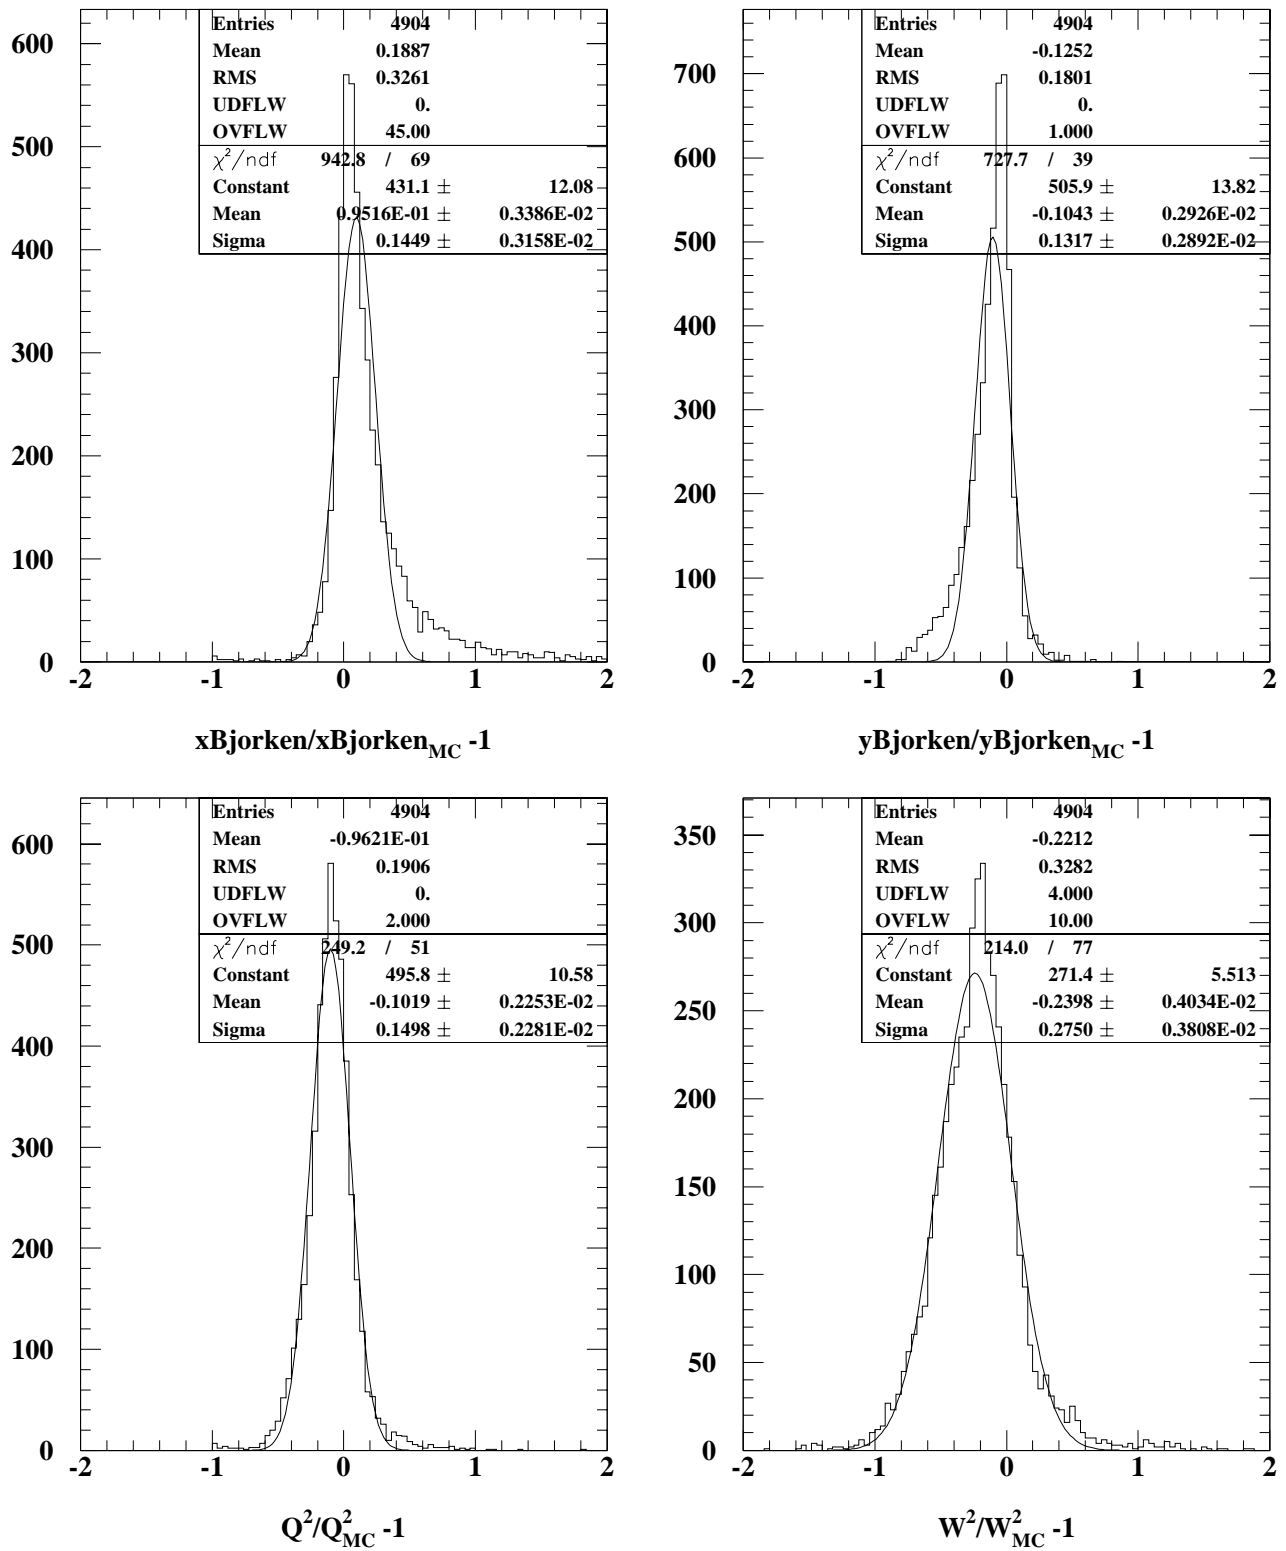 Entries 4904
Mean 0.1887
RMS 0.3261
UDFLW 0.
OVFLW 45.00
χ²/ndf 942.8 / 69
Constant 431.1 ± 12.08
Mean 0.9516E-01 ± 0.3386E-02
Sigma 0.1449 ± 0.3158E-02
600
500
400
300
200
100
0
-2 -1 0 1 2
xBjorken/xBjorken_MC -1
Entries 4904
Mean -0.1252
RMS 0.1801
UDFLW 0.
OVFLW 1.000
χ²/ndf 727.7 / 39
Constant 505.9 ± 13.82
Mean -0.1043 ± 0.2926E-02
Sigma 0.1317 ± 0.2892E-02
700
600
500
400
300
200
100
0
-2 -1 0 1 2
yBjorken/yBjorken_MC -1
Entries 4904
Mean -0.9621E-01
RMS 0.1906
UDFLW 0.
OVFLW 2.000
χ²/ndf 249.2 / 51
Constant 495.8 ± 10.58
Mean -0.1019 ± 0.2253E-02
Sigma 0.1498 ± 0.2281E-02
600
500
400
300
200
100
0
-2 -1 0 1 2
Q²/Q²_MC -1
Entries 4904
Mean -0.2212
RMS 0.3282
UDFLW 4.000
OVFLW 10.00
χ²/ndf 214.0 / 77
Constant 271.4 ± 5.513
Mean -0.2398 ± 0.4034E-02
Sigma 0.2750 ± 0.3808E-02
350
300
250
200
150
100
50
0
-2 -1 0 1 2
W²/W²_MC -1